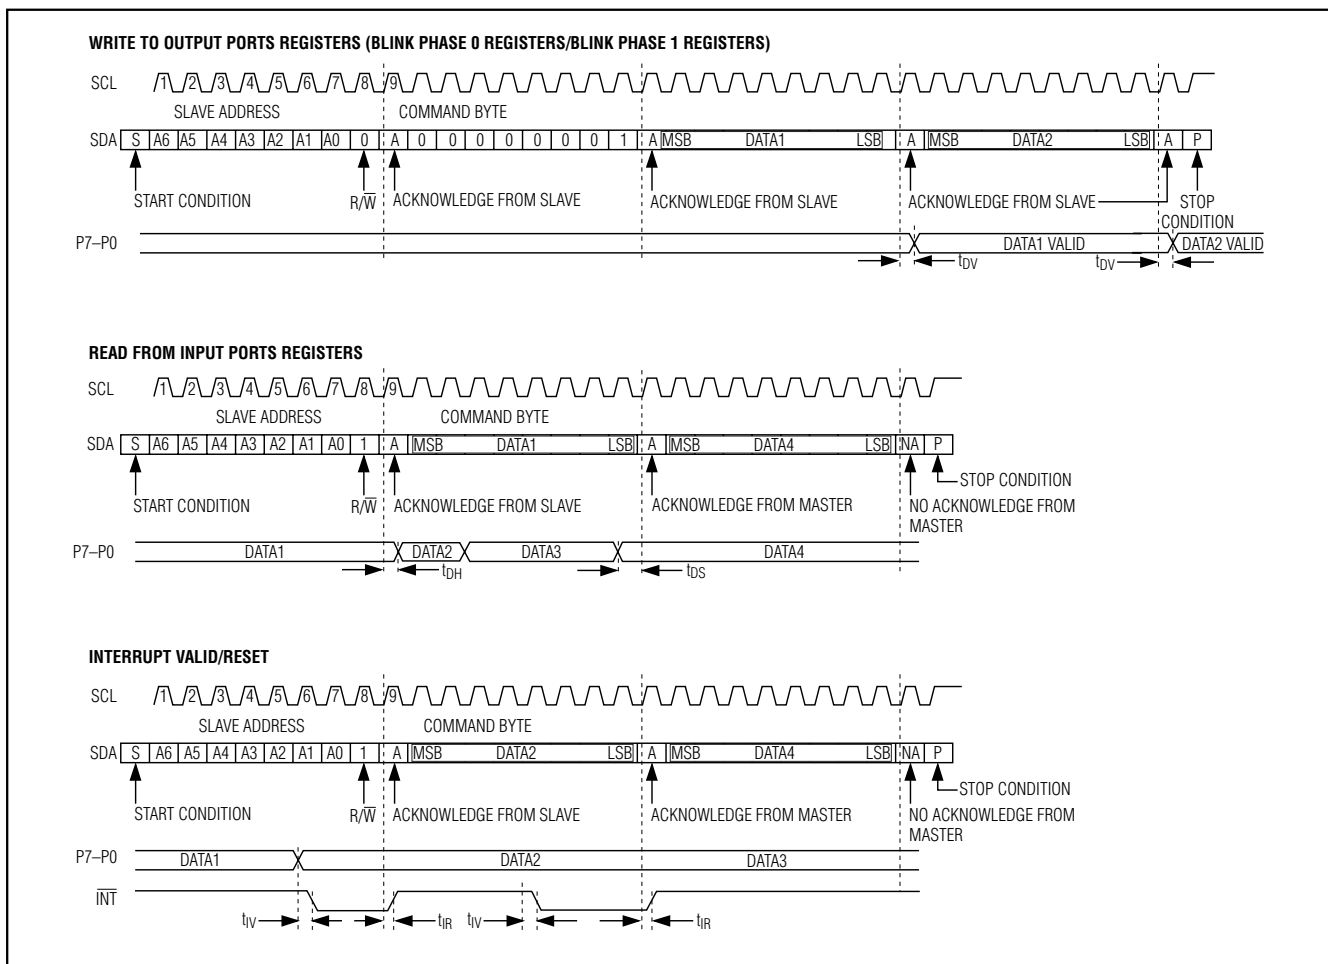 WRITE TO OUTPUT PORTS REGISTERS (BLINK PHASE 0 REGISTERS/BLINK PHASE 1 REGISTERS)
SCL 1 2 3 4 5 6 7 8 9
SLAVE ADDRESS COMMAND BYTE
SDA S A6 A5 A4 A3 A2 A1 A0 0 A 0 0 0 0 0 0 0 1 A MSB DATA1 LSB A MSB DATA2 LSB A P
START CONDITION R/W̅ ACKNOWLEDGE FROM SLAVE ACKNOWLEDGE FROM SLAVE ACKNOWLEDGE FROM SLAVE STOP
CONDITION
P7–P0 DATA1 VALID DATA2 VALID
tDV tDV
READ FROM INPUT PORTS REGISTERS
SCL 1 2 3 4 5 6 7 8 9
SLAVE ADDRESS COMMAND BYTE
SDA S A6 A5 A4 A3 A2 A1 A0 1 A MSB DATA1 LSB A MSB DATA4 LSB NA P
STOP CONDITION
START CONDITION R/W̅ ACKNOWLEDGE FROM SLAVE ACKNOWLEDGE FROM MASTER NO ACKNOWLEDGE FROM
MASTER
P7–P0 DATA1 DATA2 DATA3 DATA4
tDH tDS
INTERRUPT VALID/RESET
SCL 1 2 3 4 5 6 7 8 9
SLAVE ADDRESS COMMAND BYTE
SDA S A6 A5 A4 A3 A2 A1 A0 1 A MSB DATA2 LSB A MSB DATA4 LSB NA P
STOP CONDITION
START CONDITION R/W̅ ACKNOWLEDGE FROM SLAVE ACKNOWLEDGE FROM MASTER NO ACKNOWLEDGE FROM
MASTER
P7–P0 DATA1 DATA2 DATA3
I̅N̅T̅
tIV tIR tIV tIR